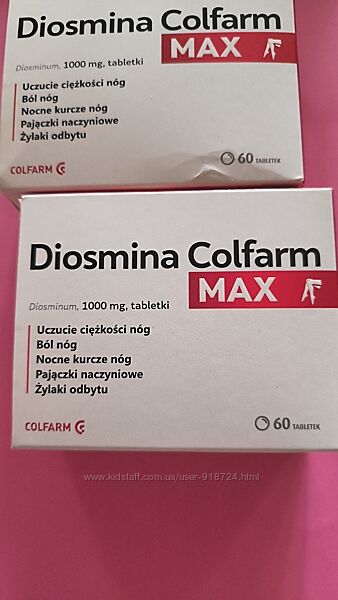 Diosmina Colfarm
MAX
Diosminum, 1000 mg, tabletki
Uczucie ciężkości nóg
Ból nóg
Nocne kurcze nóg
Pajączki naczyniowe
Żylaki odbytu
COLFARM
60 TABLETEK
Diosmina Colfarm
MAX
Diosminum, 1000 mg, tabletki
Uczucie ciężkości nóg
Ból nóg
Nocne kurcze nóg
Pajączki naczyniowe
Żylaki odbytu
COLFARM
60 TABLETEK
www.kidstaff.com.ua/user-918724.html